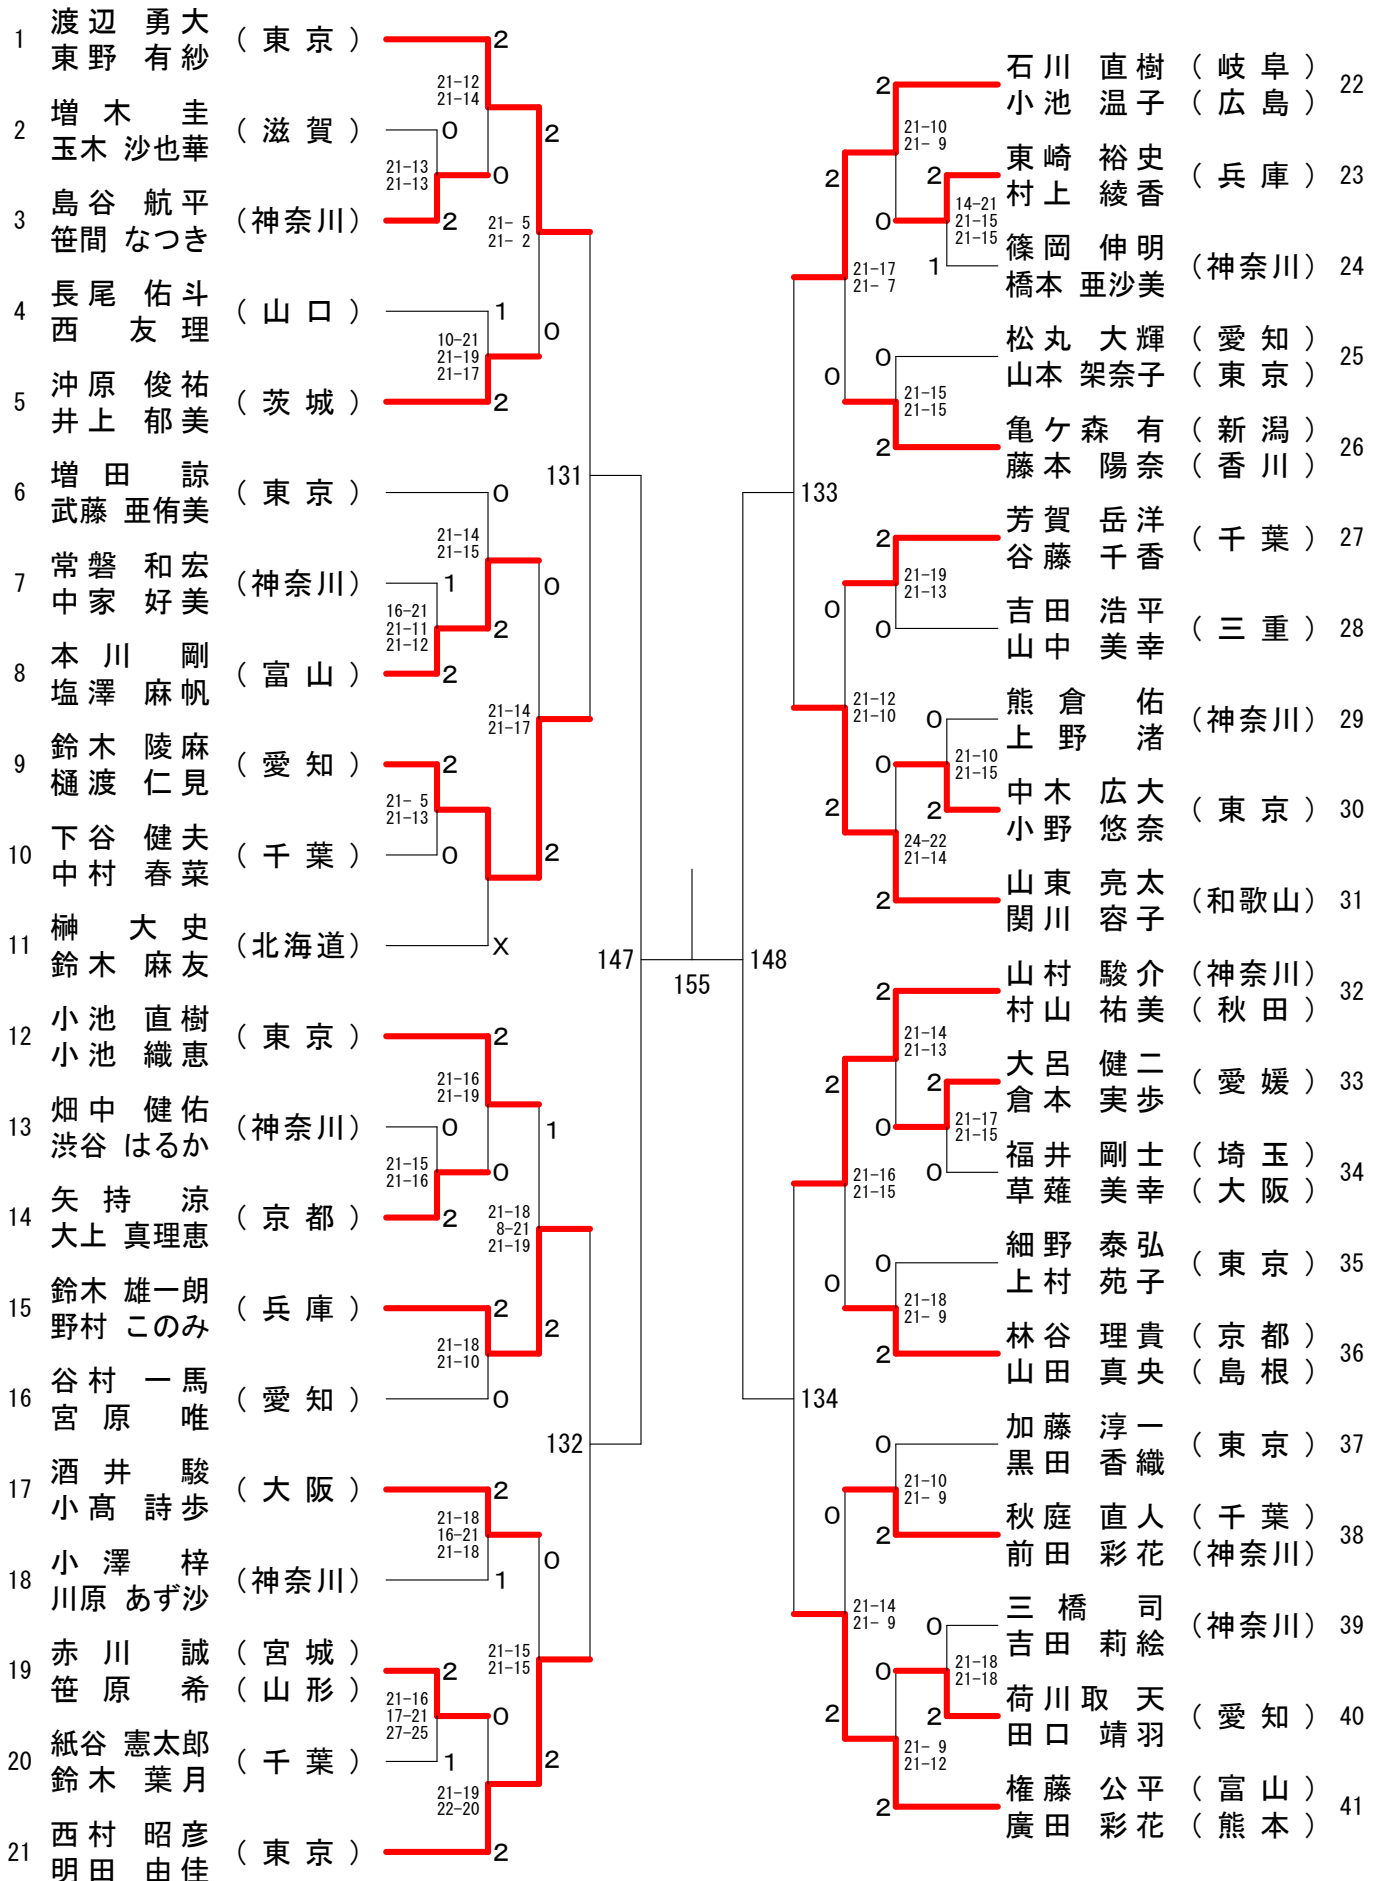 1 渡辺 勇大 (東京) 2
東野 有紗
21-12
21-14
2 増木 圭 (滋賀) 0 2
玉木 沙也華
21-13
21-13
0
3 島谷 航平 (神奈川) 2
笹間 なつき
21- 5
21- 2
4 長尾 佑斗 (山口) 1
西 友理
0
10-21
21-19
21-17
5 沖原 俊祐 (茨城) 2
井上 郁美
131
6 増田 諒 (東京) 0
武藤 亜侑美
21-14
21-15
7 常磐 和宏 (神奈川) 1 0
中家 好美
16-21
21-11
21-12
2
8 本川 剛 (富山) 2
塩澤 麻帆
21-14
21-17
9 鈴木 陵麻 (愛知) 2
樋渡 仁見
21- 5
21-13
10 下谷 健夫 (千葉) 0 2
中村 春菜
11 榊 大史 (北海道) X
鈴木 麻友
147
155
12 小池 直樹 (東京) 2
小池 織恵
21-16
21-19
13 畑中 健佑 (神奈川) 0 1
渋谷 はるか
21-15
21-16
0
14 矢持 涼 (京都) 2
大上 真理恵
21-18
8-21
21-19
15 鈴木 雄一朗 (兵庫) 2
野村 このみ
2
21-18
21-10
16 谷村 一馬 (愛知) 0
宮原 唯
132
17 酒井 駿 (大阪) 2
小髙 詩歩
21-18
16-21
21-18
0
18 小澤 梓 (神奈川) 1
川原 あず沙
21-15
21-15
19 赤川 誠 (宮城) 2
笹原 希 (山形)
21-16
17-21
27-25
0
20 紙谷 憲太郎 (千葉) 1 2
鈴木 葉月
21-19
22-20
21 西村 昭彦 (東京) 2
明田 由佳
2 石川 直樹 (岐阜) 22
小池 温子 (広島)
21-10
21- 9
2 2 東崎 裕史 (兵庫) 23
村上 綾香
0
14-21
21-15
21-15
1 篠岡 伸明 (神奈川) 24
橋本 亜沙美
21-17
21- 7
0 松丸 大輝 (愛知) 25
山本 架奈子 (東京)
0
21-15
21-15
2 亀ケ森 有 (新潟) 26
藤本 陽奈 (香川)
133
2 芳賀 岳洋 (千葉) 27
谷藤 千香
21-19
21-13
0
0 吉田 浩平 (三重) 28
山中 美幸
21-12
21-10
0 熊倉 佑 (神奈川) 29
上野 渚
0
21-10
21-15
2 2 中木 広大 (東京) 30
小野 悠奈
24-22
21-14
2 山東 亮太 (和歌山) 31
関川 容子
148
2 山村 駿介 (神奈川) 32
村山 祐美 (秋田)
21-14
21-13
2 2 大呂 健二 (愛媛) 33
倉本 実歩
0
21-17
21-15
0 福井 剛士 (埼玉) 34
草薙 美幸 (大阪)
21-16
21-15
0 細野 泰弘 (東京) 35
上村 苑子
0
21-18
21- 9
2 林谷 理貴 (京都) 36
山田 真央 (島根)
134
0 加藤 淳一 (東京) 37
黒田 香織
21-10
21- 9
0
2 秋庭 直人 (千葉) 38
前田 彩花 (神奈川)
21-14
21- 9
0 三橋 司 (神奈川) 39
吉田 莉絵
0
21-18
21-18
2 2 荷川取 天 (愛知) 40
田口 靖羽
21- 9
21-12
2 権藤 公平 (富山) 41
廣田 彩花 (熊本)